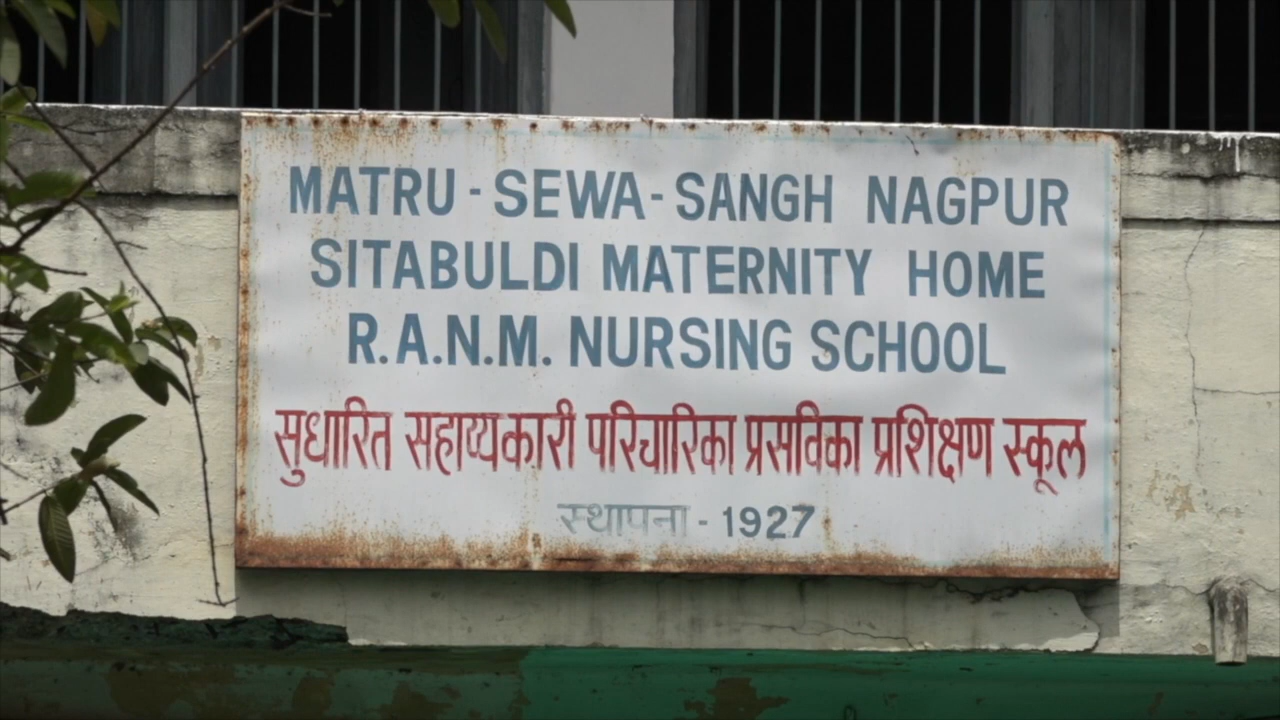 MATRU - SEWA - SANGH NAGPUR
SITABULDI MATERNITY HOME
R.A.N.M. NURSING SCHOOL
सुधारित सहाय्यकारी परिचारिका प्रसविका प्रशिक्षण स्कूल
स्थापना - 1927